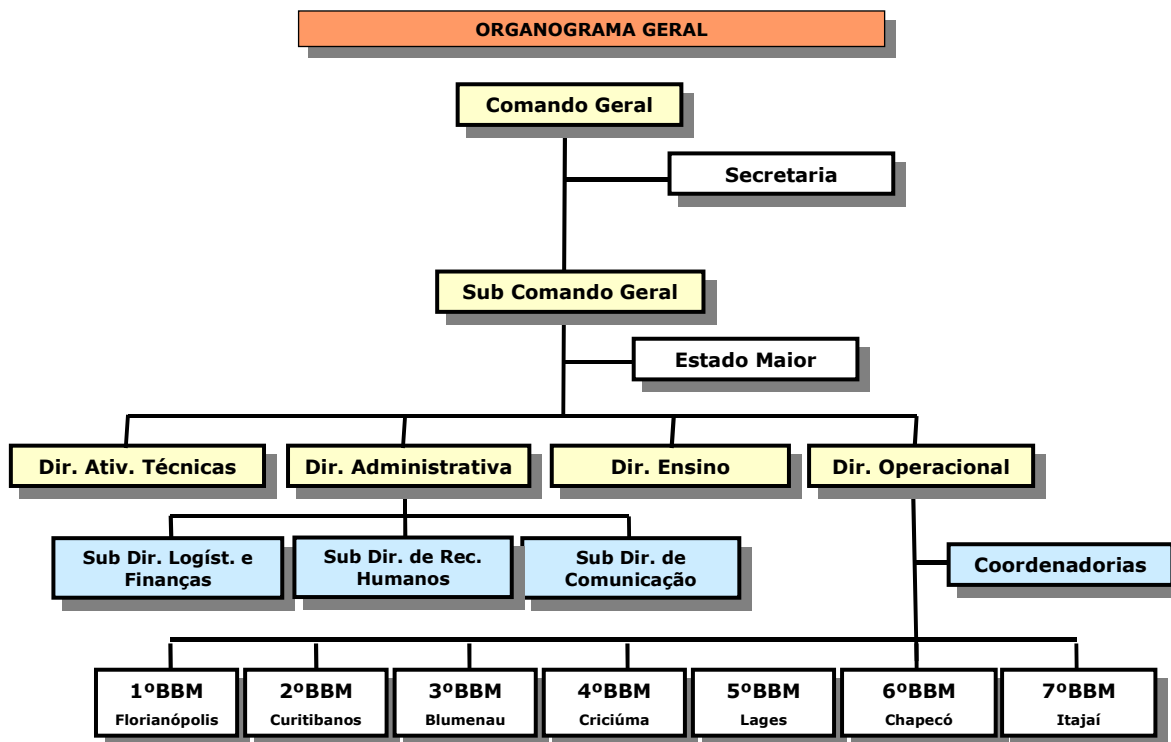 ORGANOGRAMA GERAL
Comando Geral
Secretaria
Sub Comando Geral
Estado Maior
Dir. Ativ. Técnicas
Dir. Administrativa
Dir. Ensino
Dir. Operacional
Sub Dir. Logíst. e
Finanças
Sub Dir. de Rec.
Humanos
Sub Dir. de
Comunicação
Coordenadorias
1ºBBM
Florianópolis
2ºBBM
Curitibanos
3ºBBM
Blumenau
4ºBBM
Criciúma
5ºBBM
Lages
6ºBBM
Chapecó
7ºBBM
Itajaí